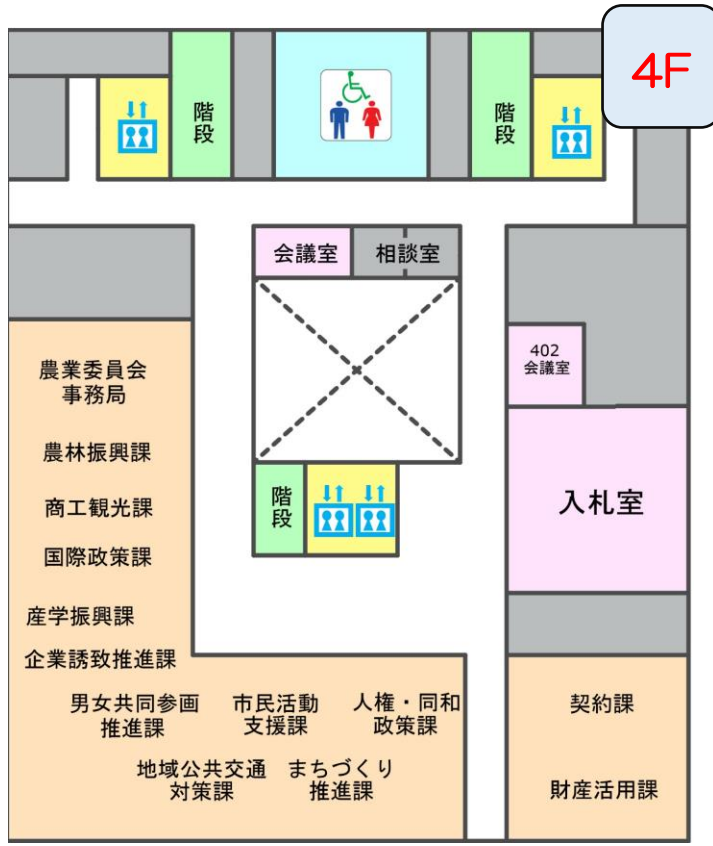 4F
階段
階段
会議室
相談室
402
会議室
農業委員会
事務局
農林振興課
商工観光課
階段
入札室
国際政策課
産学振興課
企業誘致推進課
男女共同参画
推進課
市民活動
支援課
人権・同和
政策課
地域公共交通
対策課
まちづくり
推進課
契約課
財産活用課